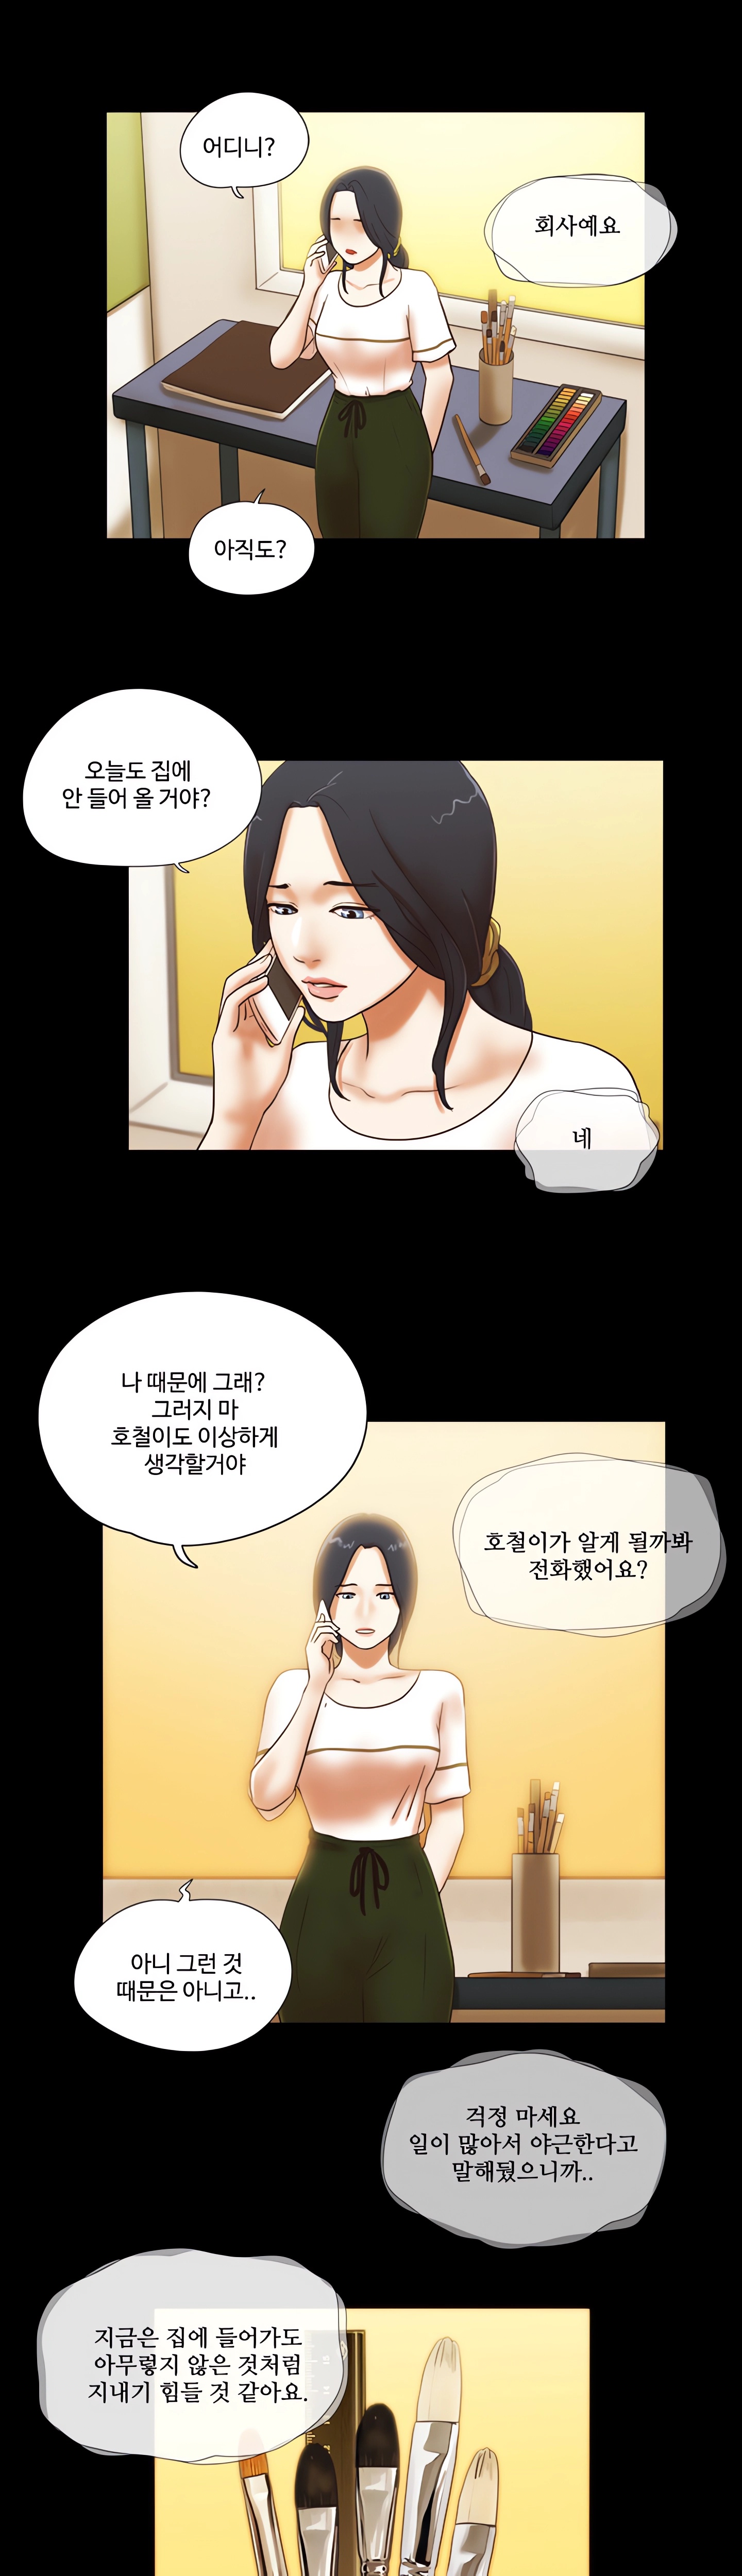 어디니?
회사예요
아직도?
오늘도 집에
안 들어 올 거야?
네
나 때문에 그래?
그러지 마
호철이도 이상하게
생각할거야
호철이가 알게 될까봐
전화했어요?
아니 그런 것
때문은 아니고..
걱정 마세요
일이 많아서 야근한다고
말해뒀으니까..
지금은 집에 들어가도
아무렇지 않은 것처럼
지내기 힘들 것 같아요.